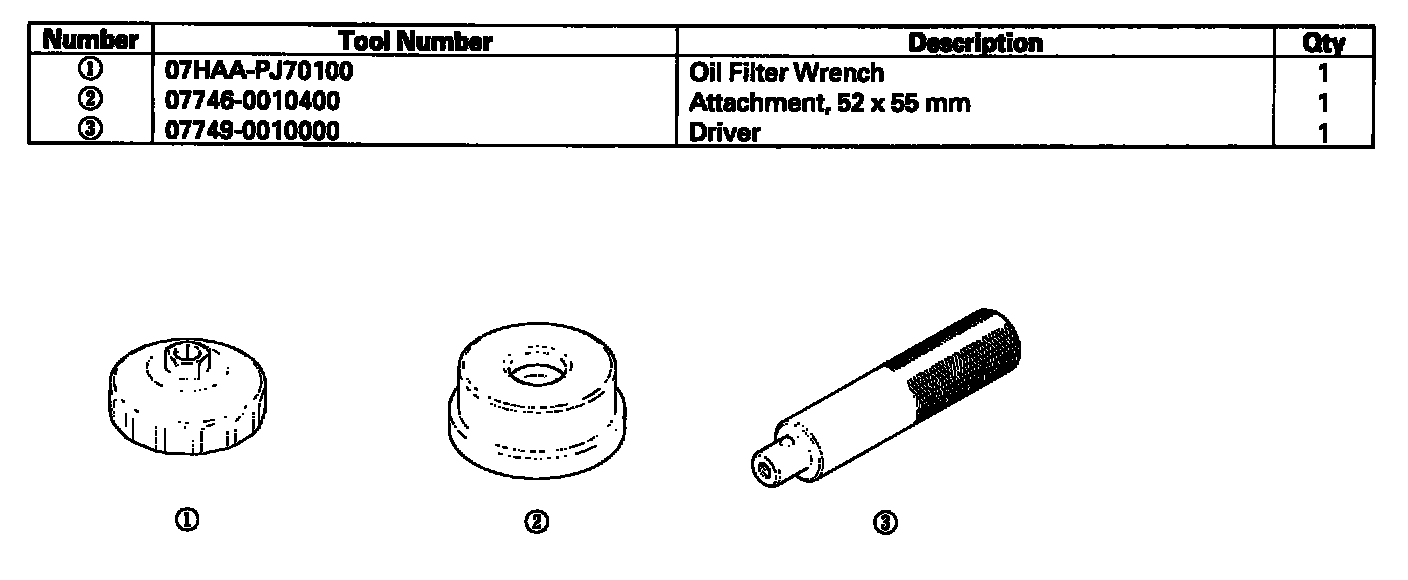 Number Tool Number Description Qty
① 07HAA-PJ70100 Oil Filter Wrench 1
② 07746-0010400 Attachment, 52 x 55 mm 1
③ 07749-0010000 Driver 1
① ② ③